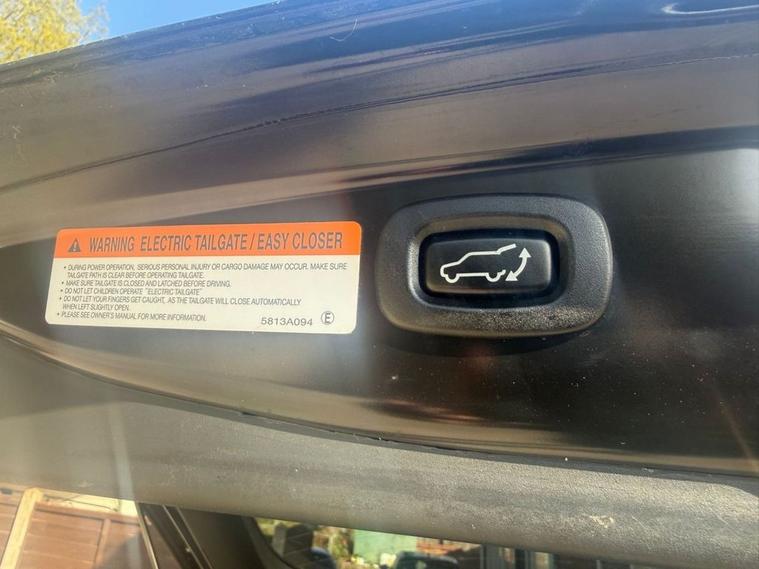 WARNING ELECTRIC TAILGATE / EASY CLOSER
• DURING POWER OPERATION, SERIOUS PERSONAL INJURY OR CARGO DAMAGE MAY OCCUR. MAKE SURE
TAILGATE PATH IS CLEAR BEFORE OPERATING TAILGATE.
• MAKE SURE TAILGATE IS CLOSED AND LATCHED BEFORE DRIVING.
• DO NOT LET CHILDREN OPERATE "ELECTRIC TAILGATE"
• DO NOT LET YOUR FINGERS GET CAUGHT, AS THE TAILGATE WILL CLOSE AUTOMATICALLY
WHEN LEFT SLIGHTLY OPEN.
• PLEASE SEE OWNER'S MANUAL FOR MORE INFORMATION.
5813A094 Ⓔ